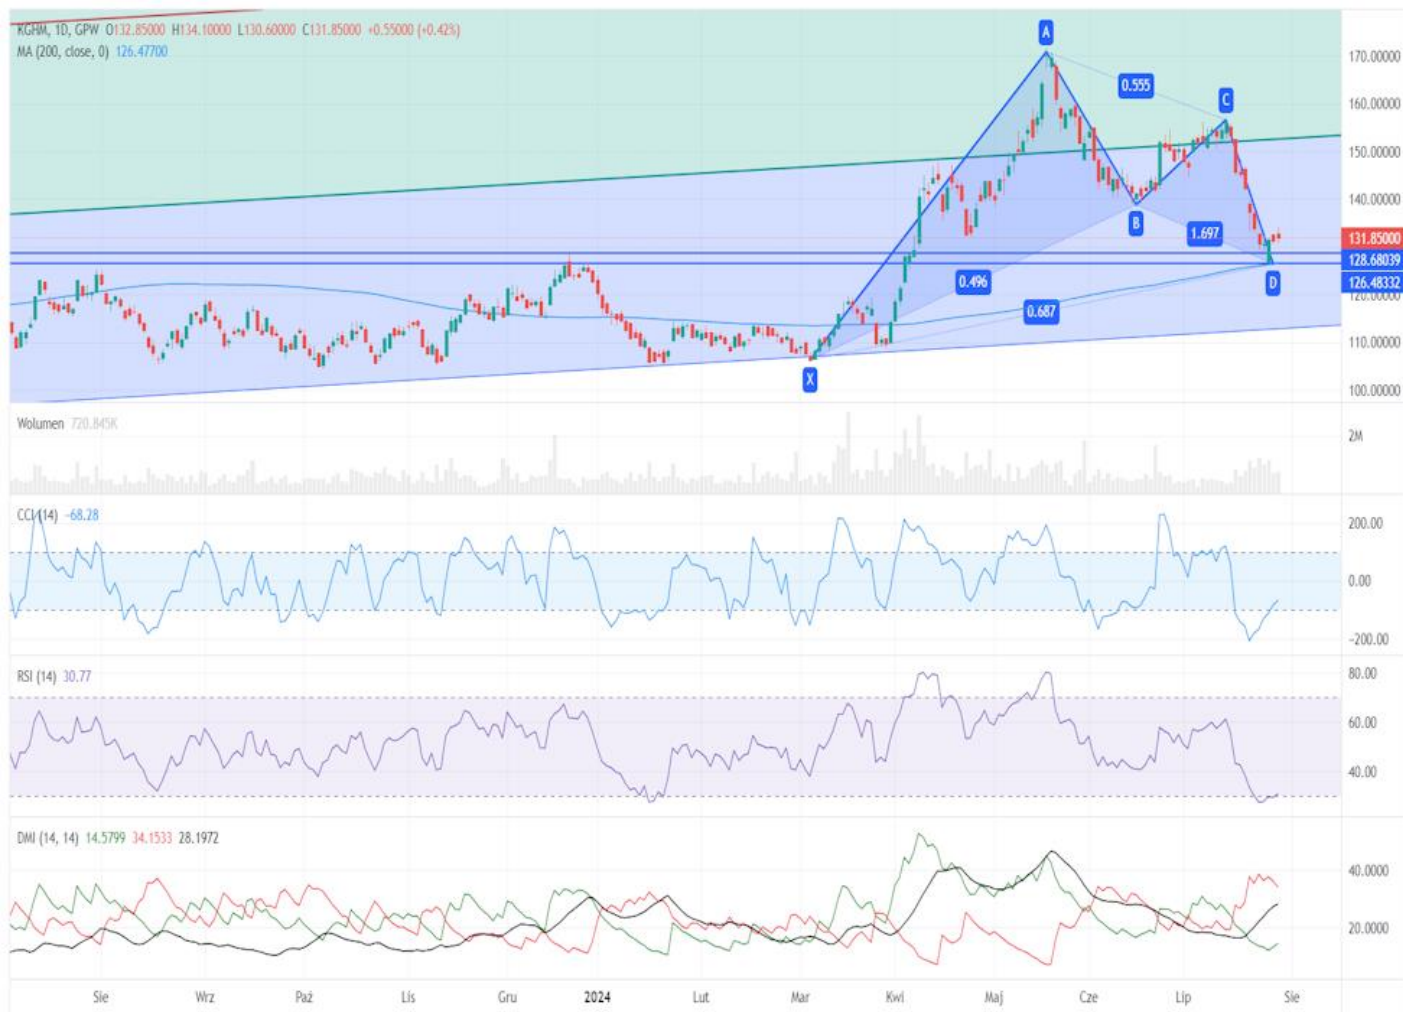 KGHM, 1D, GPW O132.85000 H134.10000 L130.60000 C131.85000 +0.55000 (+0.42%)
MA (200, close, 0) 126.47700
A
0.555
C
B
1.697
0.496
0.687
D
X
170.00000
160.00000
150.00000
140.00000
131.85000
128.68039
126.48332
120.00000
110.00000
100.00000
Wolumen 720.845K
2M
CCI (14) -68.28
200.00
0.00
-200.00
RSI (14) 30.77
80.00
60.00
40.00
DMI (14, 14) 14.5799 34.1533 28.1972
40.0000
20.0000
Sie Wrz Paź Lis Gru 2024 Lut Mar Kwi Maj Cze Lip Sie